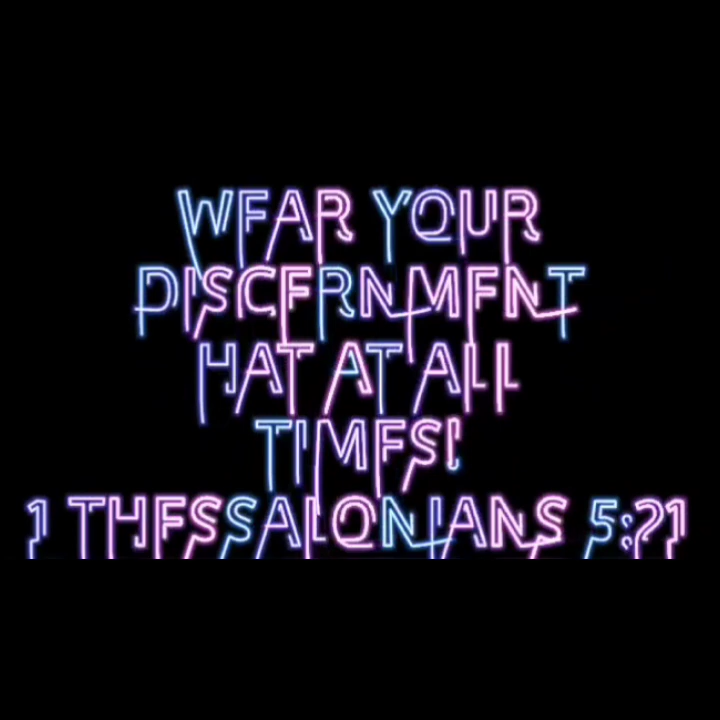 WEAR YOUR
DISCERNMENT
HAT AT ALL
TIMES!
1 THESSALONIANS 5:21